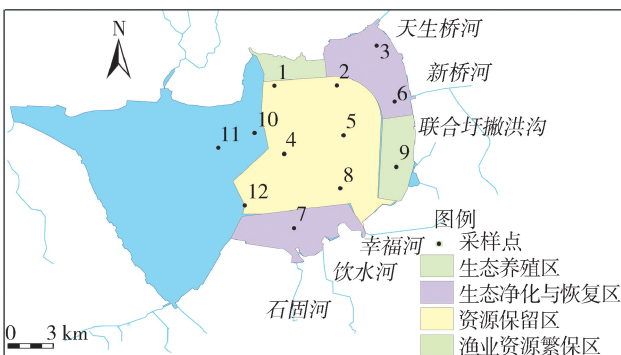 N
天生桥河
3
新桥河
1
2
6
联合圩撇洪沟
10
11
5
4
9
8
12
7
图例
采样点
幸福河
生态养殖区
饮水河
生态净化与恢复区
石固河
资源保留区
0 3 km
渔业资源繁保区